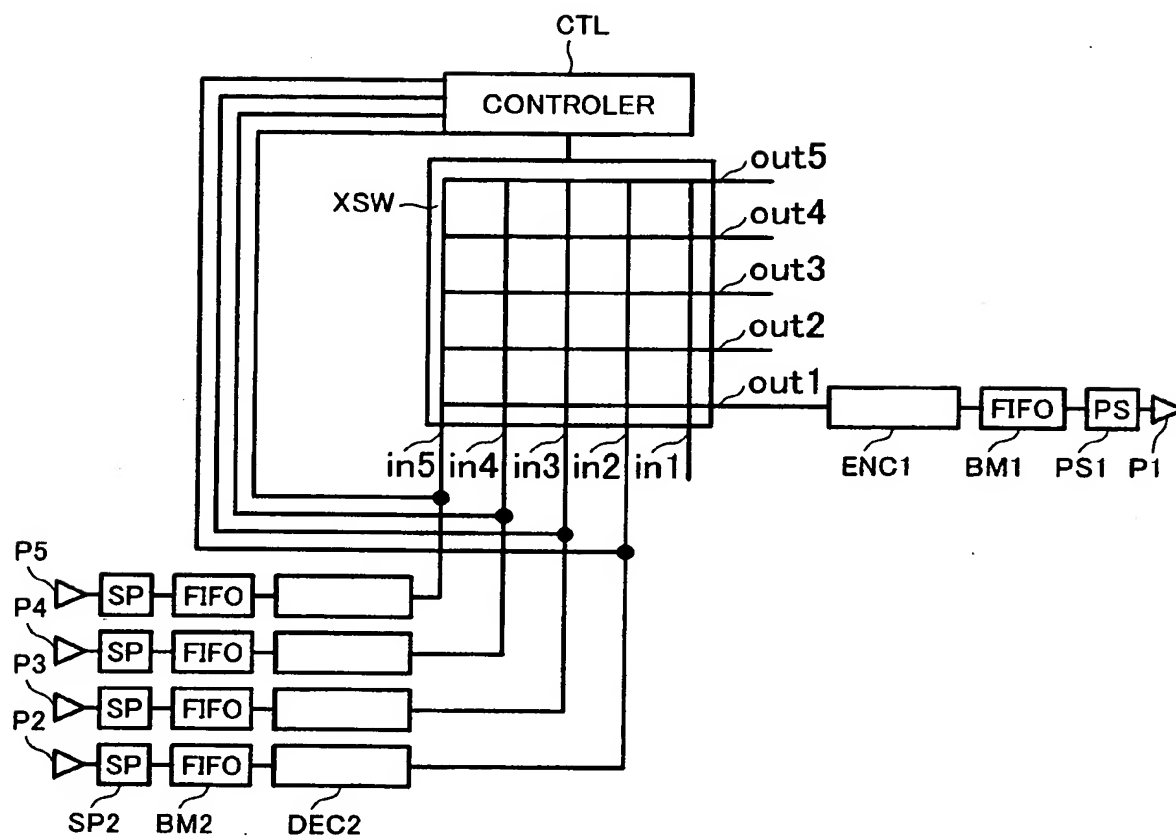 CTL
CONTROLER
XSW
out5
out4
out3
out2
out1
FIFO
PS
ENC1
BM1
PS1
P1
in5
in4
in3
in2
in1
P5
SP
FIFO
P4
SP
FIFO
P3
SP
FIFO
P2
SP
FIFO
SP2
BM2
DEC2